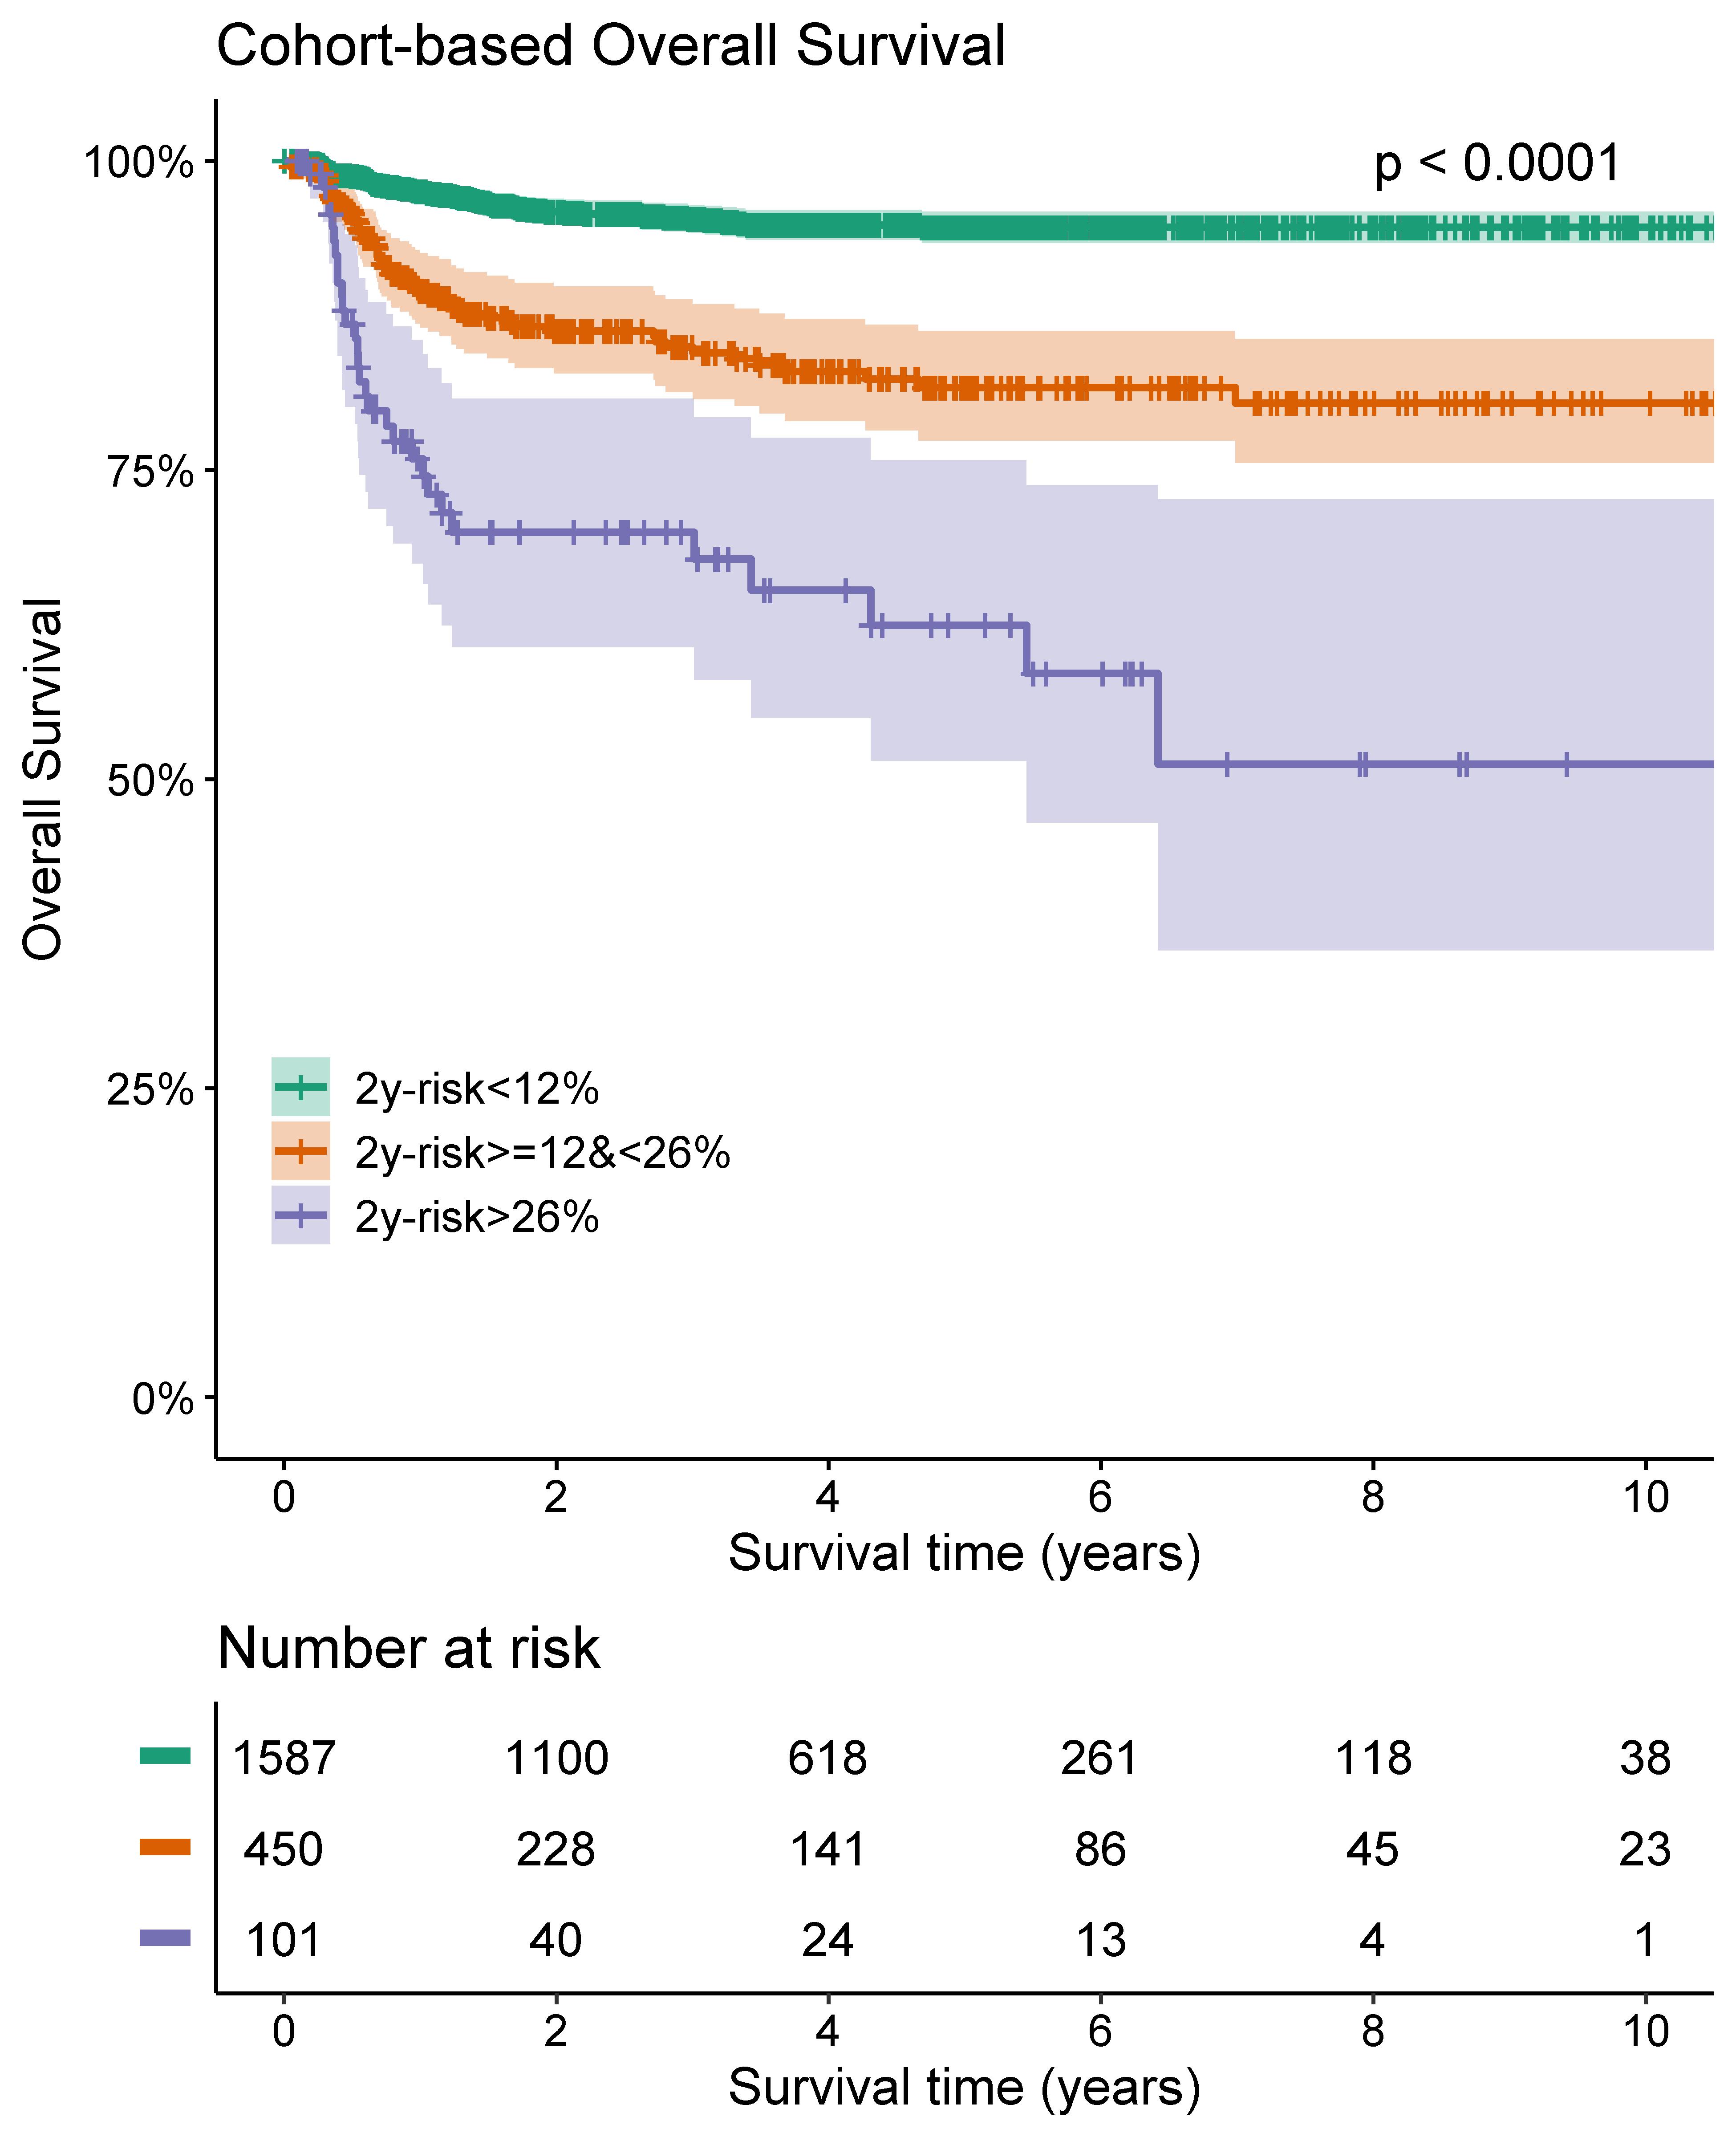 Cohort-based Overall Survival
p < 0.0001
100%
75%
50%
25%
0%
Overall Survival
2y-risk<12%
2y-risk>=12&<26%
2y-risk>26%
0 2 4 6 8 10
Survival time (years)
Number at risk
1587 1100 618 261 118 38
450 228 141 86 45 23
101 40 24 13 4 1
0 2 4 6 8 10
Survival time (years)